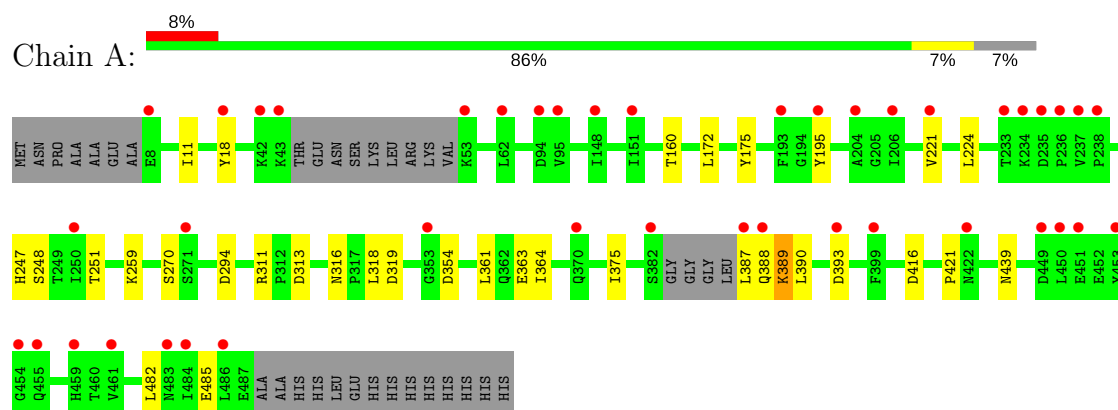 8%
Chain A:
86% 7% 7%
MET ASN PRO ALA ALA GLU ALA E8 I11 Y18 K42 K43 THR GLU ASN SER LYS LEU ARG LYS VAL K53 L62 D94 V95 I148 I151 T160 L172 Y175 F193 G194 Y195 A204 G205 I206 V221 L224 T233 K234 D235 P236 V237 P238
H247 S248 T249 I250 T251 K259 S270 S271 D294 R311 P312 D313 N316 P317 L318 D319 G353 D354 L361 Q362 E363 I364 Q370 I375 S382 GLY GLY GLY LEU L387 Q388 K389 L390 D393 F399 D416 P421 N422 N439 D449 L450 E451 E452 Y453
G454 Q455 H459 T460 V461 L482 N483 I484 E485 L486 E487 ALA ALA HIS HIS LEU GLU HIS HIS HIS HIS HIS HIS HIS HIS